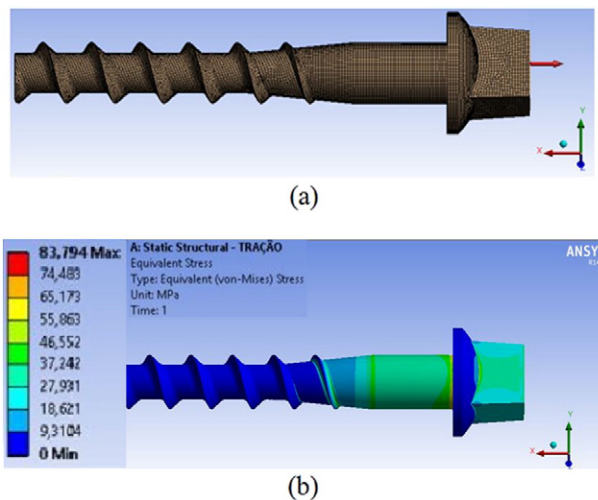 Y
X
Z
(a)
83,794 Max
74,483
65,173
55,863
46,552
37,242
27,931
18,621
9,3104
0 Min
A: Static Structural - TRAÇÃO
Equivalent Stress
Type: Equivalent (von-Mises) Stress
Unit: MPa
Time: 1
ANSY
Y
X
(b)